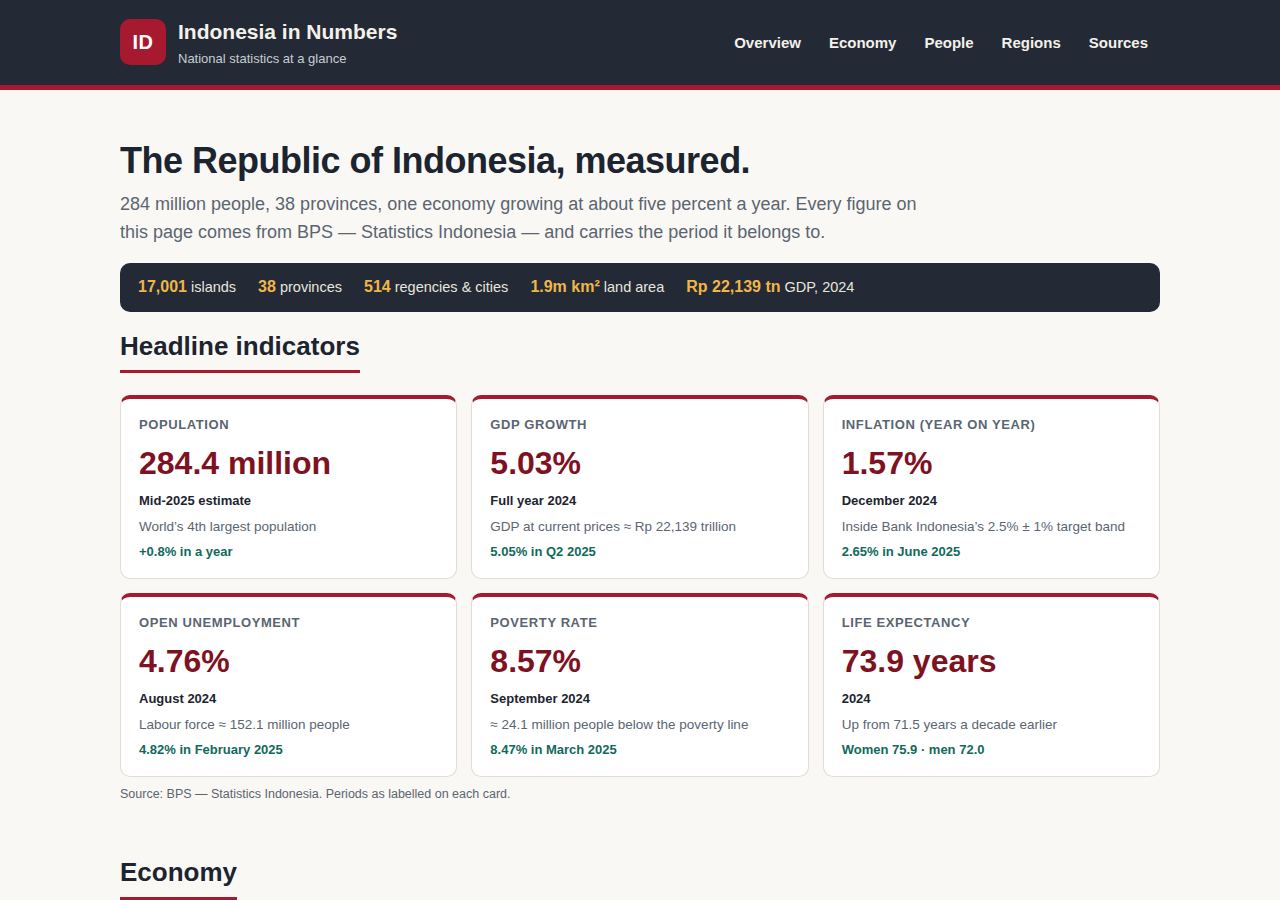 ID
Indonesia in Numbers
National statistics at a glance
Overview Economy People Regions Sources
The Republic of Indonesia, measured.
284 million people, 38 provinces, one economy growing at about five percent a year. Every figure on
this page comes from BPS — Statistics Indonesia — and carries the period it belongs to.
17,001 islands 38 provinces 514 regencies & cities 1.9m km² land area Rp 22,139 tn GDP, 2024
Headline indicators
POPULATION
284.4 million
Mid-2025 estimate
World’s 4th largest population
+0.8% in a year
GDP GROWTH
5.03%
Full year 2024
GDP at current prices ≈ Rp 22,139 trillion
5.05% in Q2 2025
INFLATION (YEAR ON YEAR)
1.57%
December 2024
Inside Bank Indonesia’s 2.5% ± 1% target band
2.65% in June 2025
OPEN UNEMPLOYMENT
4.76%
August 2024
Labour force ≈ 152.1 million people
4.82% in February 2025
POVERTY RATE
8.57%
September 2024
≈ 24.1 million people below the poverty line
8.47% in March 2025
LIFE EXPECTANCY
73.9 years
2024
Up from 71.5 years a decade earlier
Women 75.9 · men 72.0
Source: BPS — Statistics Indonesia. Periods as labelled on each card.
Economy